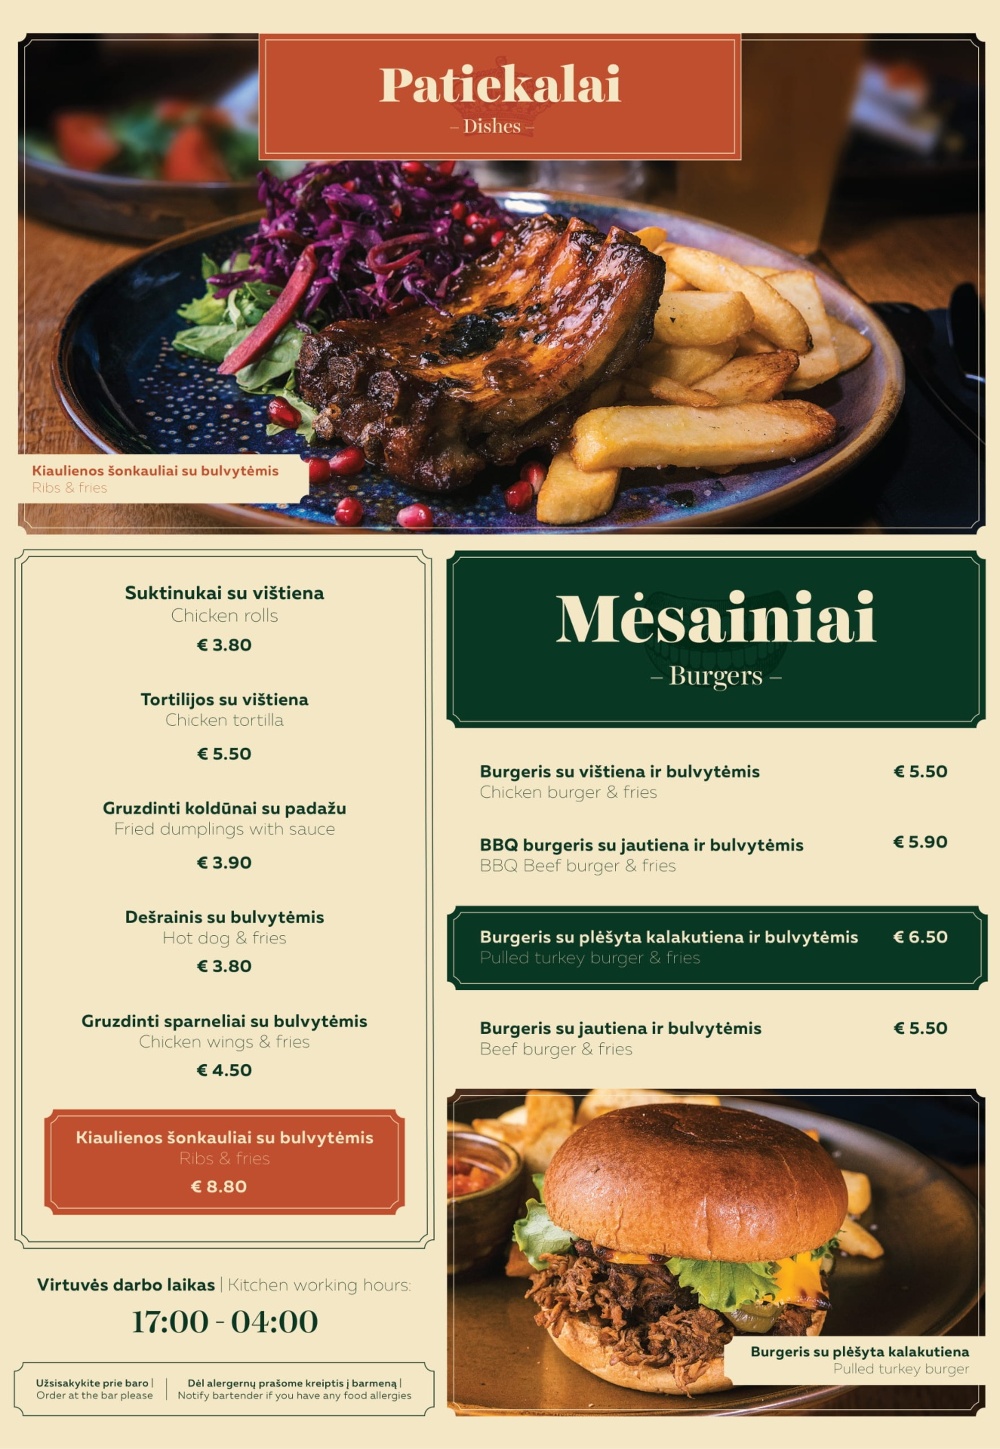 Patiekalai
– Dishes –
Kiaulienos šonkauliai su bulvytėmis
Ribs & fries
Suktinukai su vištiena
Chicken rolls
€ 3.80
Tortilijos su vištiena
Chicken tortilla
€ 5.50
Gruzdinti koldūnai su padažu
Fried dumplings with sauce
€ 3.90
Dešrainis su bulvytėmis
Hot dog & fries
€ 3.80
Gruzdinti sparneliai su bulvytėmis
Chicken wings & fries
€ 4.50
Kiaulienos šonkauliai su bulvytėmis
Ribs & fries
€ 8.80
Virtuvės darbo laikas | Kitchen working hours:
17:00 - 04:00
Užsisakykite prie baro |
Order at the bar please
Dėl alergernų prašome kreiptis į barmeną |
Notify bartender if you have any food allergies
Mėsainiai
– Burgers –
Burgeris su vištiena ir bulvytėmis € 5.50
Chicken burger & fries
BBQ burgeris su jautiena ir bulvytėmis € 5.90
BBQ Beef burger & fries
Burgeris su plėšyta kalakutiena ir bulvytėmis € 6.50
Pulled turkey burger & fries
Burgeris su jautiena ir bulvytėmis € 5.50
Beef burger & fries
Burgeris su plėšyta kalakutiena
Pulled turkey burger